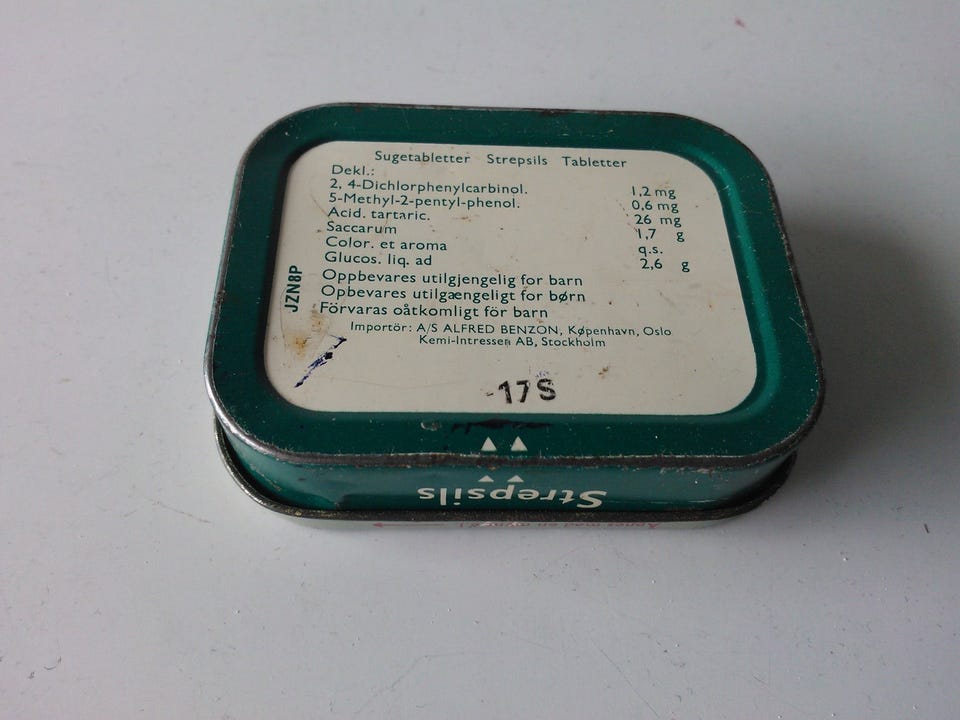 Sugetabletter Strepsils Tabletter
Dekl.:
2, 4-Dichlorphenylcarbinol. 1,2 mg
5-Methyl-2-pentyl-phenol. 0,6 mg
Acid. tartaric. 26 mg
Saccarum 1,7 g
Color. et aroma q.s.
Glucos. liq. ad 2,6 g
Oppbevares utilgjengelig for barn
Opbevares utilgængeligt for børn
Förvaras oåtkomligt för barn
Importör: A/S ALFRED BENZON, København, Oslo
Kemi-Intressen AB, Stockholm
JZN8P
-17S
Strepsils